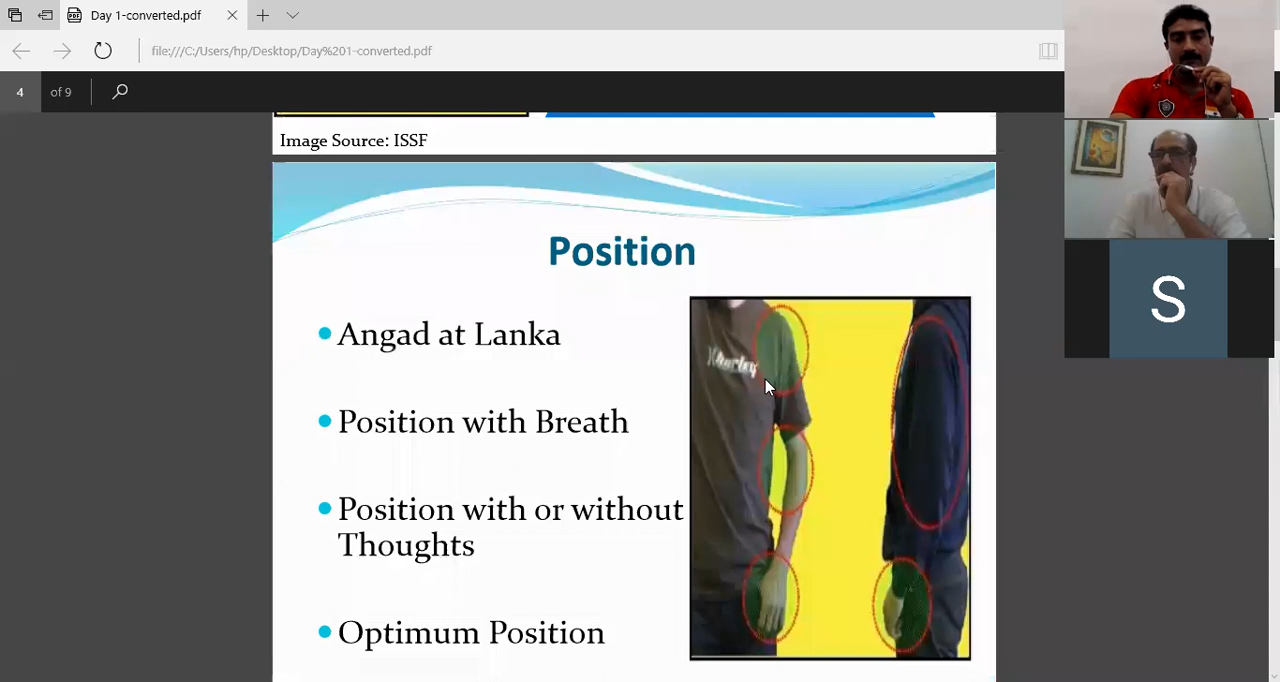 Day 1-converted.pdf
file:///C:/Users/hp/Desktop/Day%201-converted.pdf
4 of 9
Image Source: ISSF
Position
Angad at Lanka
Position with Breath
Position with or without
Thoughts
Optimum Position
S